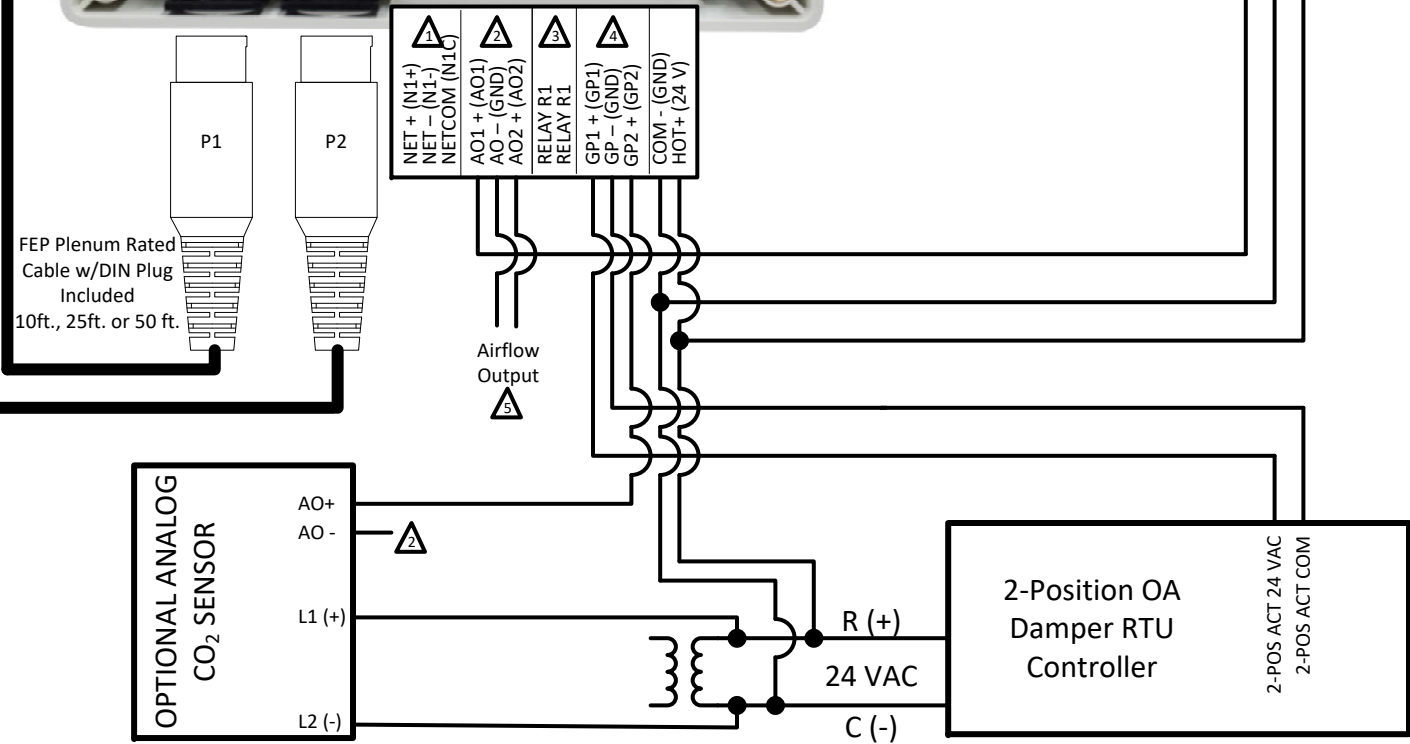 1
2
3
4
NET + (N1+)
NET – (N1-)
NETCOM (N1C)
AO1 + (AO1)
AO – (GND)
AO2 + (AO2)
RELAY R1
RELAY R1
GP1 + (GP1)
GP – (GND)
GP2 + (GP2)
COM - (GND)
HOT+ (24 V)
P1
P2
FEP Plenum Rated
Cable w/DIN Plug
Included
10ft., 25ft. or 50 ft.
Airflow
Output
5
OPTIONAL ANALOG
CO2 SENSOR
AO+
AO -
2
L1 (+)
L2 (-)
R (+)
24 VAC
C (-)
2-Position OA
Damper RTU
Controller
2-POS ACT 24 VAC
2-POS ACT COM